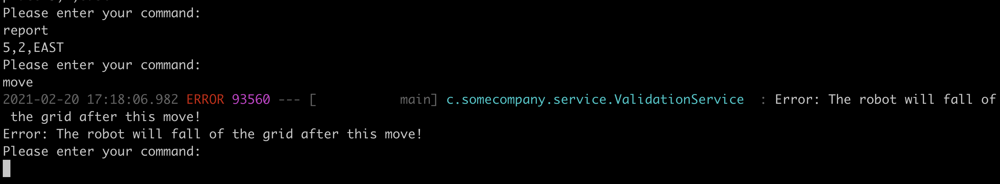 Please enter your command:
report
5,2,EAST
Please enter your command:
move
2021-02-20 17:18:06.982 ERROR 93560 --- [           main] c.somecompany.service.ValidationService  : Error: The robot will fall of
 the grid after this move!
Error: The robot will fall of the grid after this move!
Please enter your command: